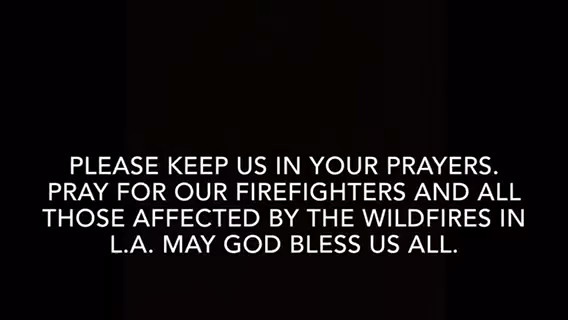 PLEASE KEEP US IN YOUR PRAYERS.
PRAY FOR OUR FIREFIGHTERS AND ALL
THOSE AFFECTED BY THE WILDFIRES IN
L.A. MAY GOD BLESS US ALL.